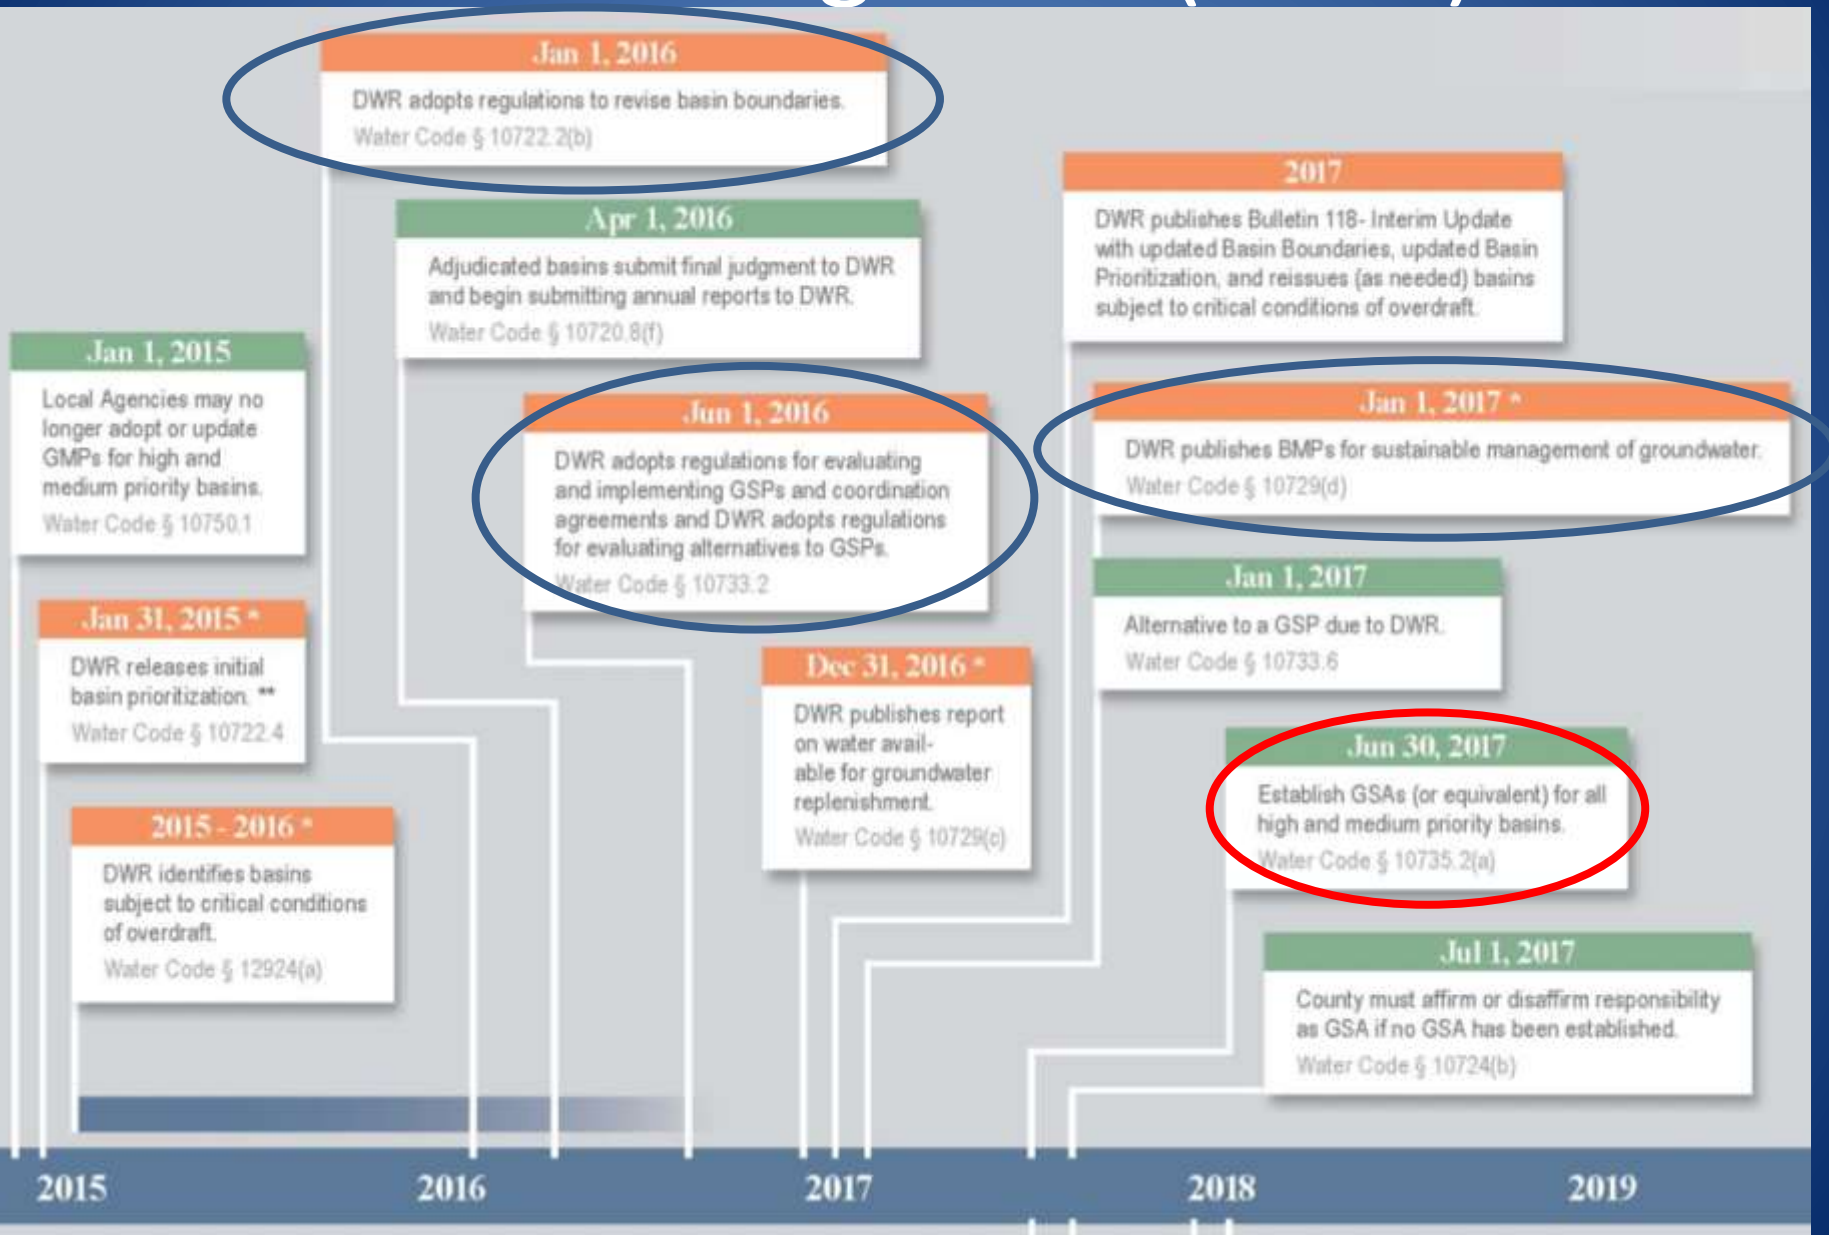 Jan 1, 2016
DWR adopts regulations to revise basin boundaries.
Water Code § 10722.2(b)
Apr 1, 2016
Adjudicated basins submit final judgment to DWR
and begin submitting annual reports to DWR.
Water Code § 10720.8(f)
Jan 1, 2015
Local Agencies may no
longer adopt or update
GMPs for high and
medium priority basins.
Water Code § 10750.1
Jun 1, 2016
DWR adopts regulations for evaluating
and implementing GSPs and coordination
agreements and DWR adopts regulations
for evaluating alternatives to GSPs.
Water Code § 10733.2
Jan 31, 2015 *
DWR releases initial
basin prioritization. **
Water Code § 10722.4
2015 - 2016 *
DWR identifies basins
subject to critical conditions
of overdraft.
Water Code § 12924(a)
Dec 31, 2016 *
DWR publishes report
on water avail-
able for groundwater
replenishment.
Water Code § 10729(c)
2017
DWR publishes Bulletin 118- Interim Update
with updated Basin Boundaries, updated Basin
Prioritization, and reissues (as needed) basins
subject to critical conditions of overdraft.
Jan 1, 2017 *
DWR publishes BMPs for sustainable management of groundwater.
Water Code § 10729(d)
Jan 1, 2017
Alternative to a GSP due to DWR.
Water Code § 10733.6
Jun 30, 2017
Establish GSAs (or equivalent) for all
high and medium priority basins.
Water Code § 10735.2(a)
Jul 1, 2017
County must affirm or disaffirm responsibility
as GSA if no GSA has been established.
Water Code § 10724(b)
2015 2016 2017 2018 2019